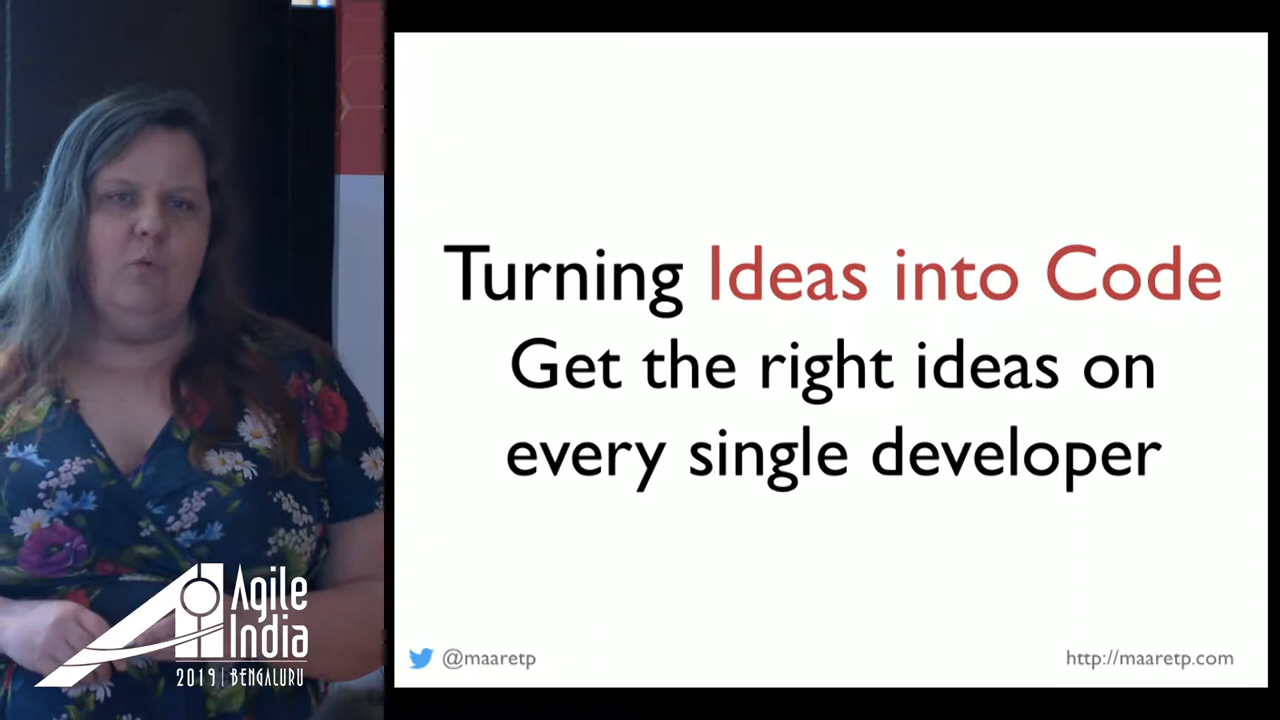 Turning Ideas into Code
Get the right ideas on
every single developer
@maaretp
http://maaretp.com
Agile
India
2019 | BENGALURU